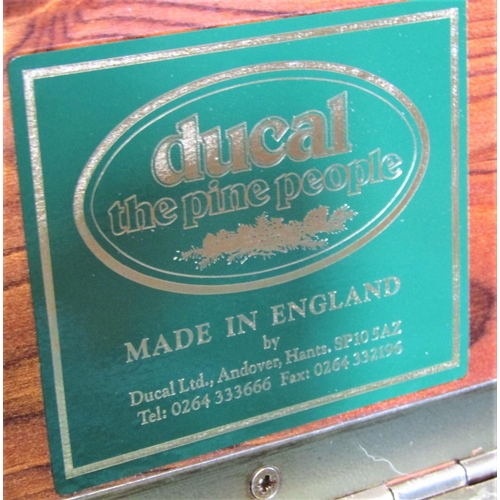 ducal
the pine people
MADE IN ENGLAND
by
Ducal Ltd., Andover, Hants. SP10 5AZ
Tel: 0264 333666 Fax: 0264 332196